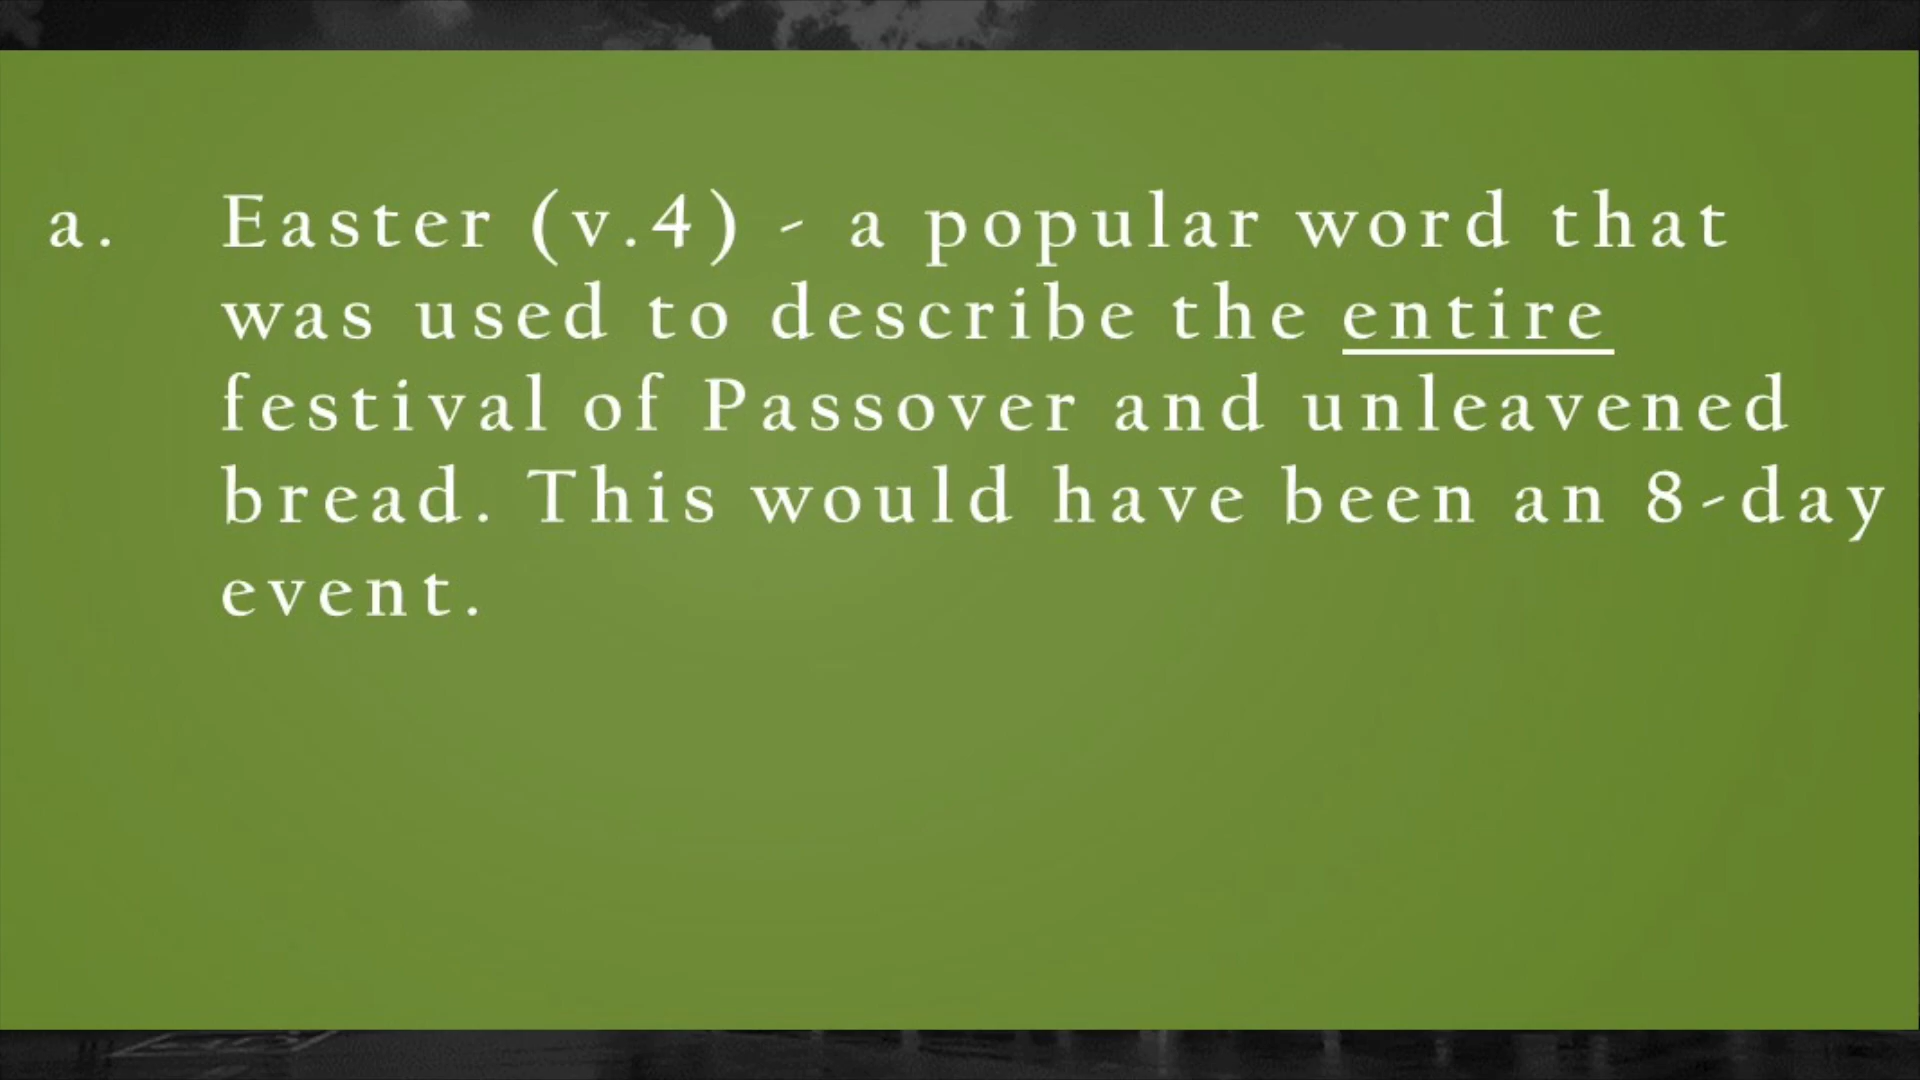 a. Easter (v.4) - a popular word that
was used to describe the entire
festival of Passover and unleavened
bread. This would have been an 8-day
event.